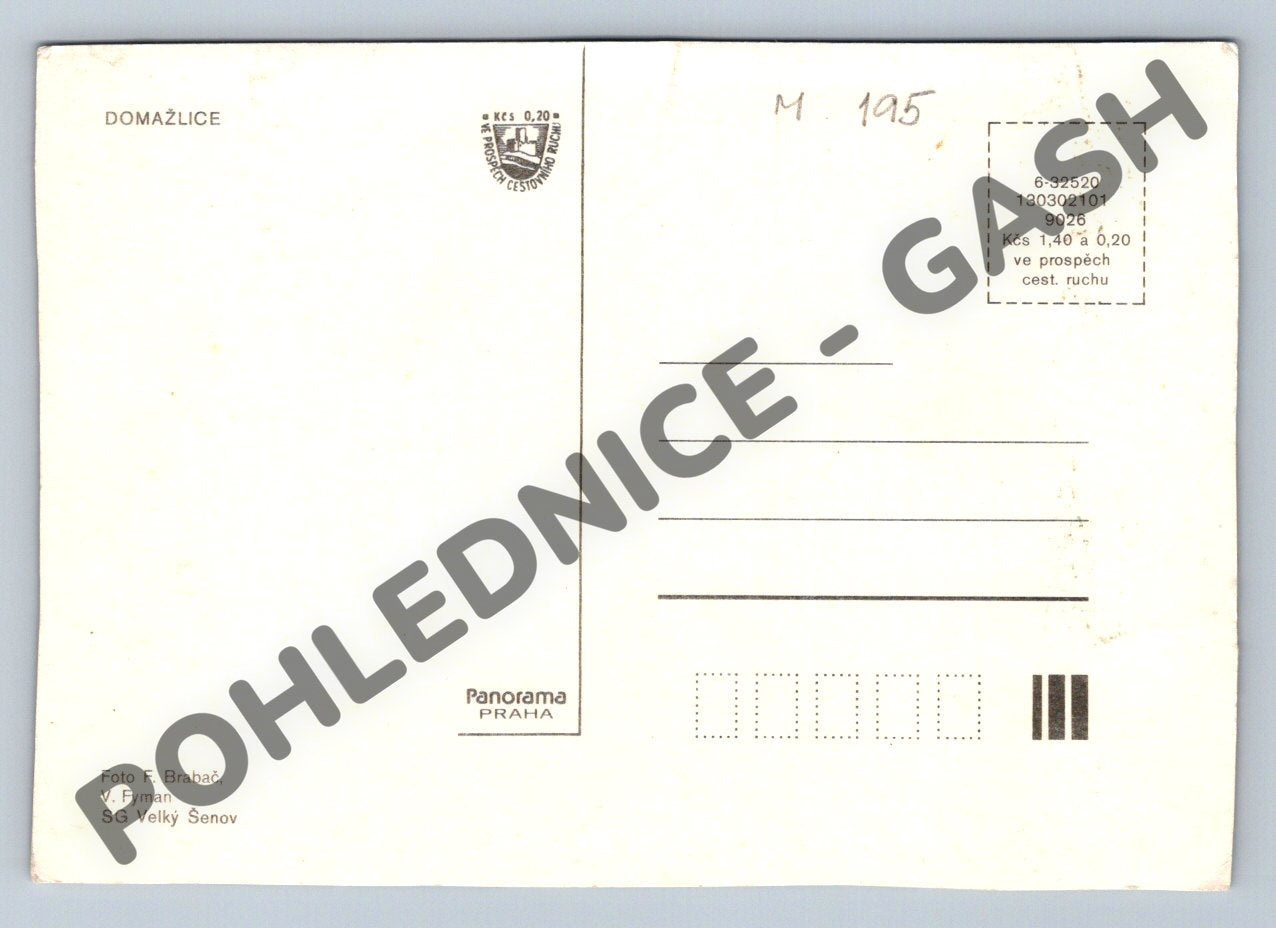 DOMAŽLICE
Kčs 0,20
VE PROSPĚCH CESTOVNÍHO RUCHU
M 195
6-32520
130302101
9026
Kčs 1,40 a 0,20
ve prospěch
cest. ruchu
POHLEDNICE - GASH
Panorama
PRAHA
Foto F. Brabač,
V. Fyman
SG Velký Šenov